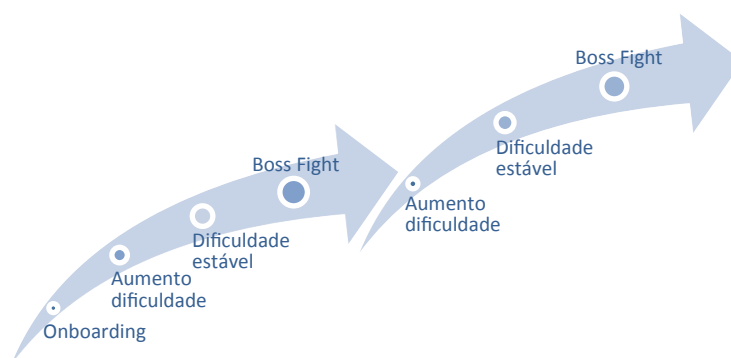 Onboarding
Aumento
dificuldade
Dificuldade
estável
Boss Fight
Aumento
dificuldade
Dificuldade
estável
Boss Fight